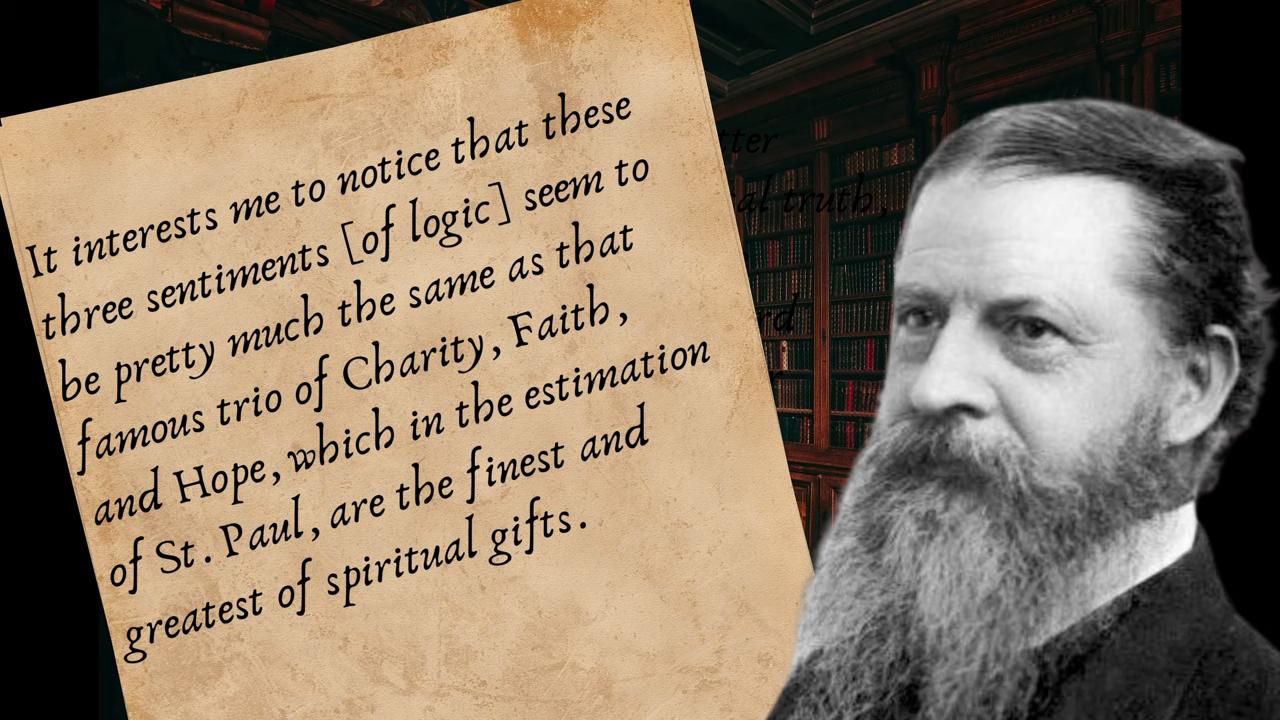 It interests me to notice that these
three sentiments [of logic] seem to
be pretty much the same as that
famous trio of Charity, Faith,
and Hope, which in the estimation
of St. Paul, are the finest and
greatest of spiritual gifts.
truth,